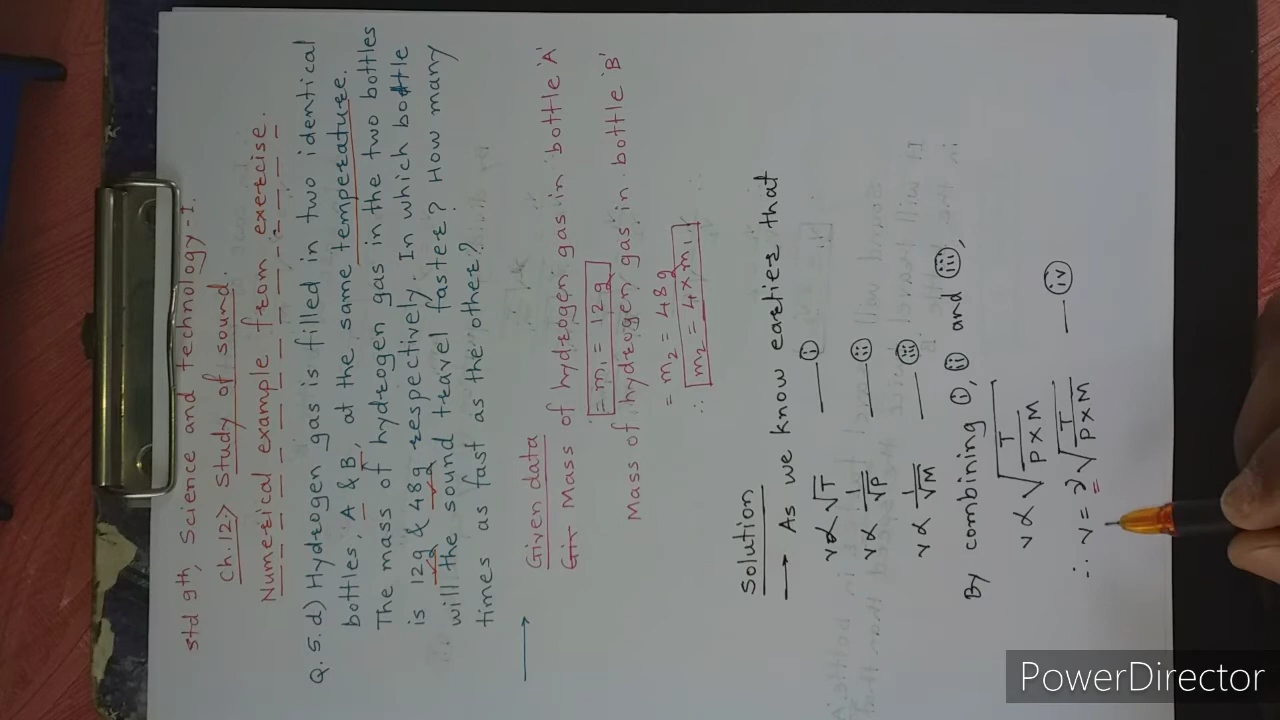 Std 9th, Science and technology-I.
Ch.12.> Study of sound.
Numerical example from exercise.
Q.5.d) Hydrogen gas is filled in two identical
bottles, A & B, at the same temperature.
The mass of hydrogen gas in the two bottles
is 12g & 48g respectively. In which bottle
will the sound travel faster? How many
times as fast as the other?
→ Given data
Mass of hydrogen gas in bottle 'A'
= m₁ = 12g
Mass of hydrogen gas in bottle 'B'
= m₂ = 48g
∴ m₂ = 4×m₁
Solution
→ As we know earlier that
v ∝ √T —— (i)
v ∝ 1/√P —— (ii)
v ∝ 1/√M —— (iii)
By combining (i), (ii) and (iii),
v ∝ √(T/P×M)
∴ v = γ√(T/P×M) —— (iv)
PowerDirector